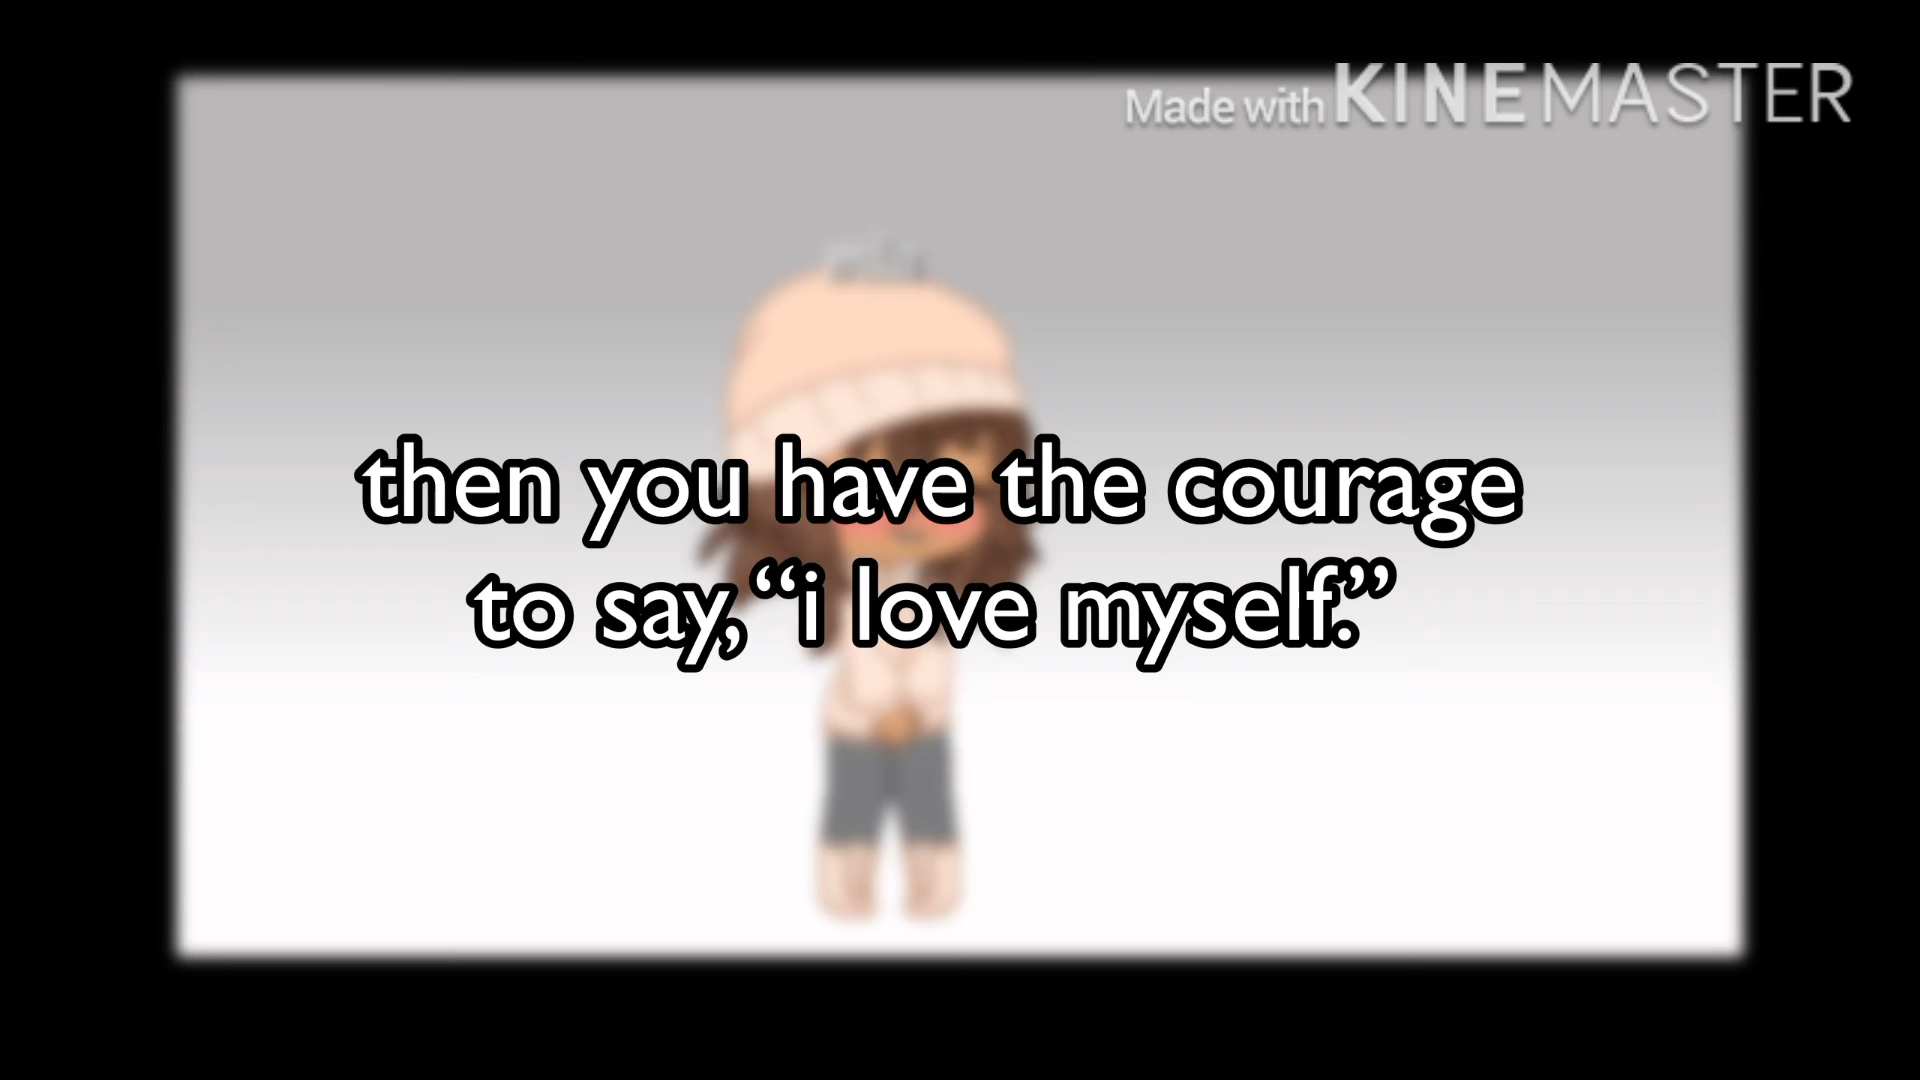 Made with KINEMASTER
then you have the courage
to say, “i love myself.”